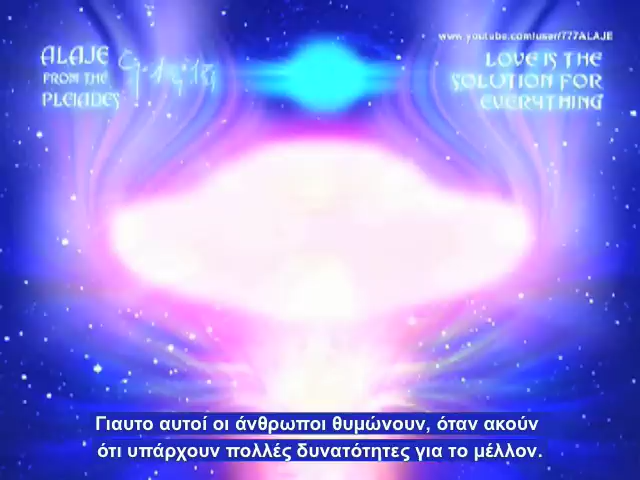 www.youtube.com/user/777ALAJE
ALAJE
FROM THE
PLEIADES
LOVE IS THE
SOLUTION FOR
EVERYTHING
Γιαυτο αυτοί οι άνθρωποι θυμώνουν, όταν ακούν
ότι υπάρχουν πολλές δυνατότητες για το μέλλον.